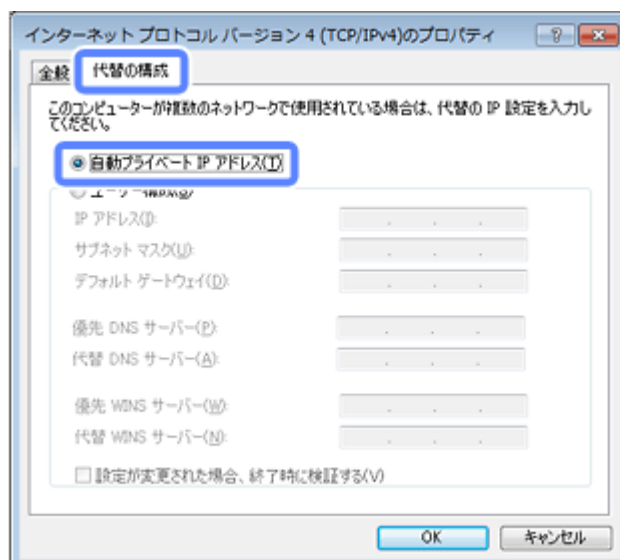 インターネット プロトコル バージョン 4 (TCP/IPv4)のプロパティ
全般
代替の構成
このコンピューターが複数のネットワークで使用されている場合は、代替の IP 設定を入力し
てください。
自動プライベート IP アドレス(T)
ユーザー構成(S)
IP アドレス(I):
サブネット マスク(U):
デフォルト ゲートウェイ(D):
優先 DNS サーバー(P):
代替 DNS サーバー(A):
優先 WINS サーバー(W):
代替 WINS サーバー(N):
設定が変更された場合、終了時に検証する(V)
OK
キャンセル